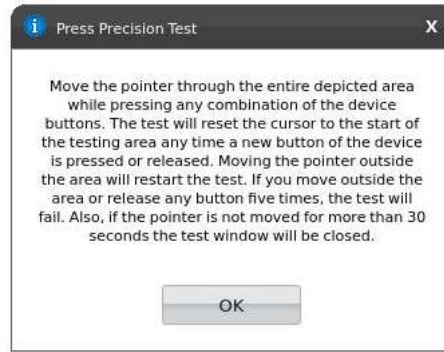 Press Precision Test
X
Move the pointer through the entire depicted area
while pressing any combination of the device
buttons. The test will reset the cursor to the start of
the testing area any time a new button of the device
is pressed or released. Moving the pointer outside
the area will restart the test. If you move outside the
area or release any button five times, the test will
fail. Also, if the pointer is not moved for more than 30
seconds the test window will be closed.
OK